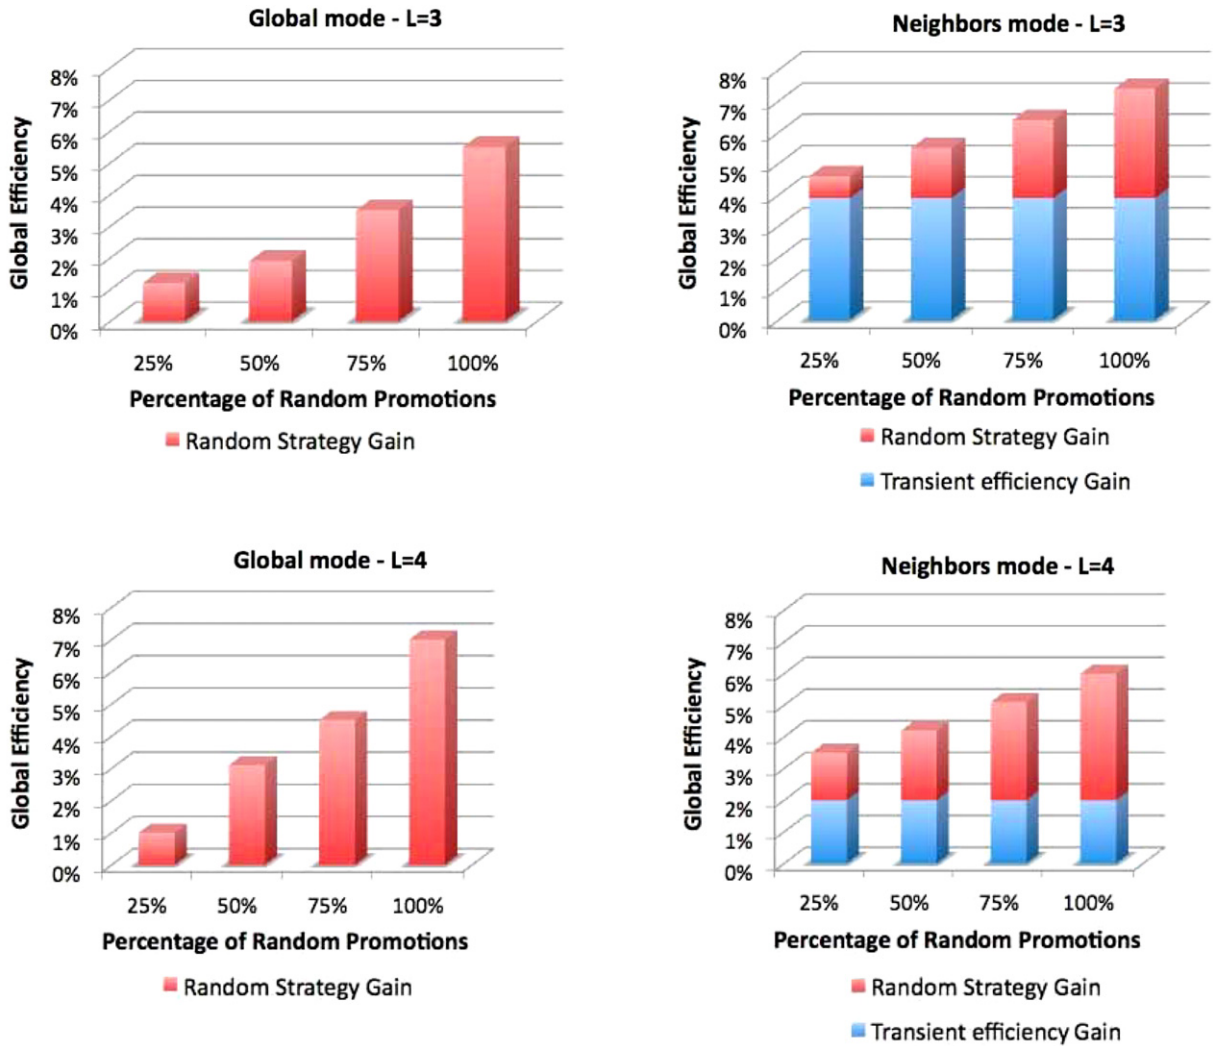 Global mode - L=3
Global Efficiency
8%
7%
6%
5%
4%
3%
2%
1%
0%
25% 50% 75% 100%
Percentage of Random Promotions
Random Strategy Gain
Neighbors mode - L=3
Global Efficiency
8%
7%
6%
5%
4%
3%
2%
1%
0%
25% 50% 75% 100%
Percentage of Random Promotions
Random Strategy Gain
Transient efficiency Gain
Global mode - L=4
Global Efficiency
8%
7%
6%
5%
4%
3%
2%
1%
0%
25% 50% 75% 100%
Percentage of Random Promotions
Random Strategy Gain
Neighbors mode - L=4
Global Efficiency
8%
7%
6%
5%
4%
3%
2%
1%
0%
25% 50% 75% 100%
Percentage of Random Promotions
Random Strategy Gain
Transient efficiency Gain